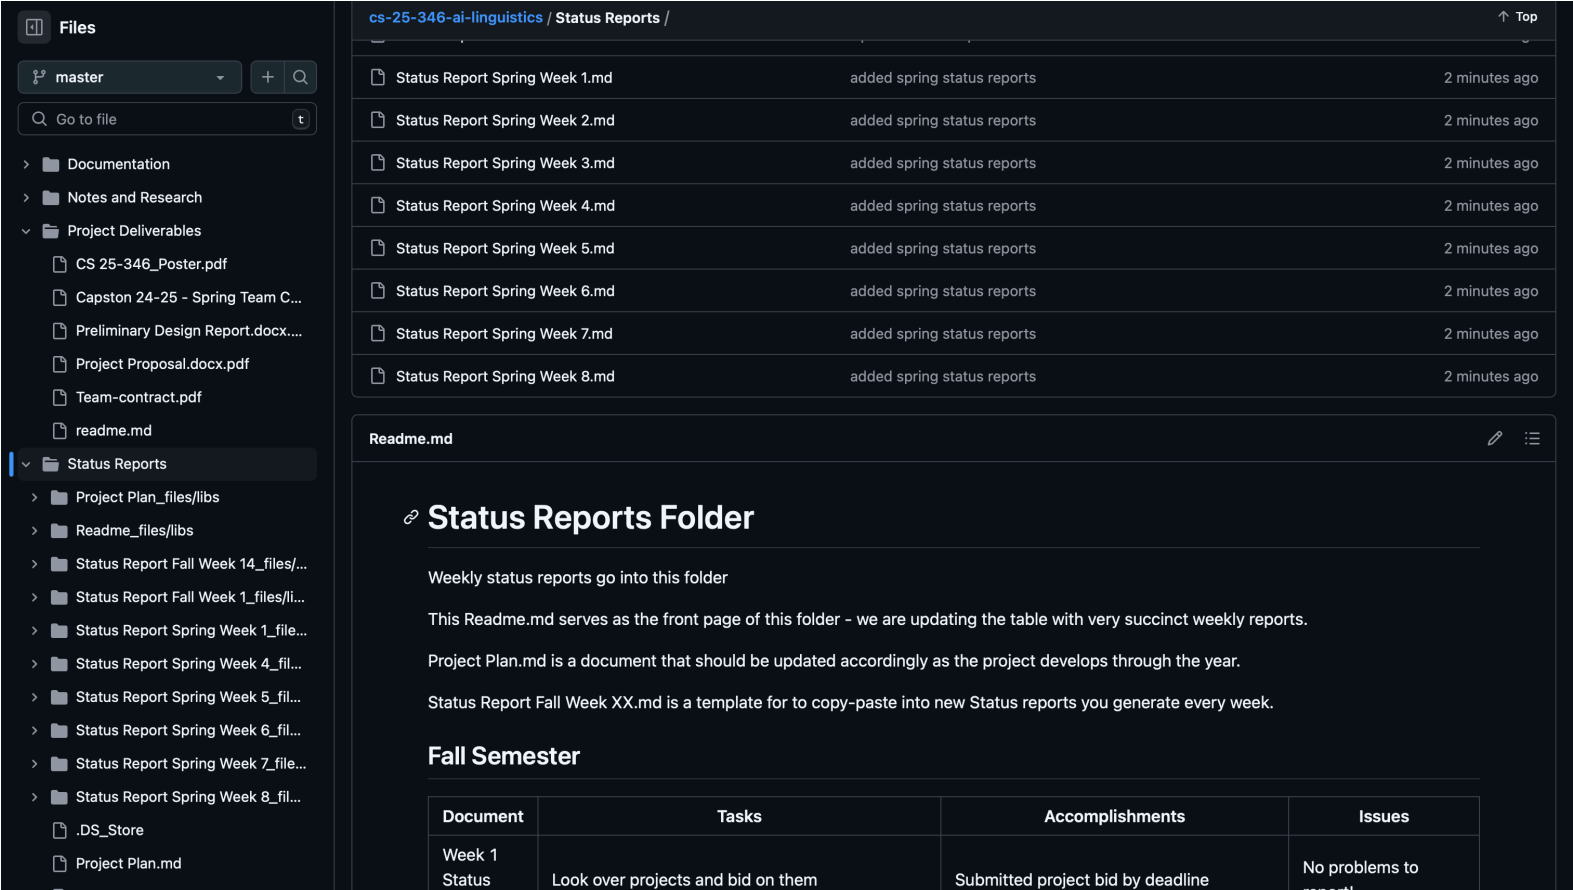 Files
master
Go to file
t
Documentation
Notes and Research
Project Deliverables
CS 25-346_Poster.pdf
Capston 24-25 - Spring Team C...
Preliminary Design Report.docx....
Project Proposal.docx.pdf
Team-contract.pdf
readme.md
Status Reports
Project Plan_files/libs
Readme_files/libs
Status Report Fall Week 14_files/...
Status Report Fall Week 1_files/li...
Status Report Spring Week 1_file...
Status Report Spring Week 4_fil...
Status Report Spring Week 5_fil...
Status Report Spring Week 6_fil...
Status Report Spring Week 7_file...
Status Report Spring Week 8_fil...
.DS_Store
Project Plan.md
cs-25-346-ai-linguistics / Status Reports /
Top
Status Report Spring Week 1.md added spring status reports 2 minutes ago
Status Report Spring Week 2.md added spring status reports 2 minutes ago
Status Report Spring Week 3.md added spring status reports 2 minutes ago
Status Report Spring Week 4.md added spring status reports 2 minutes ago
Status Report Spring Week 5.md added spring status reports 2 minutes ago
Status Report Spring Week 6.md added spring status reports 2 minutes ago
Status Report Spring Week 7.md added spring status reports 2 minutes ago
Status Report Spring Week 8.md added spring status reports 2 minutes ago
Readme.md
Status Reports Folder
Weekly status reports go into this folder
This Readme.md serves as the front page of this folder - we are updating the table with very succinct weekly reports.
Project Plan.md is a document that should be updated accordingly as the project develops through the year.
Status Report Fall Week XX.md is a template for to copy-paste into new Status reports you generate every week.
Fall Semester
Document Tasks Accomplishments Issues
Week 1
Status
Look over projects and bid on them
Submitted project bid by deadline
No problems to